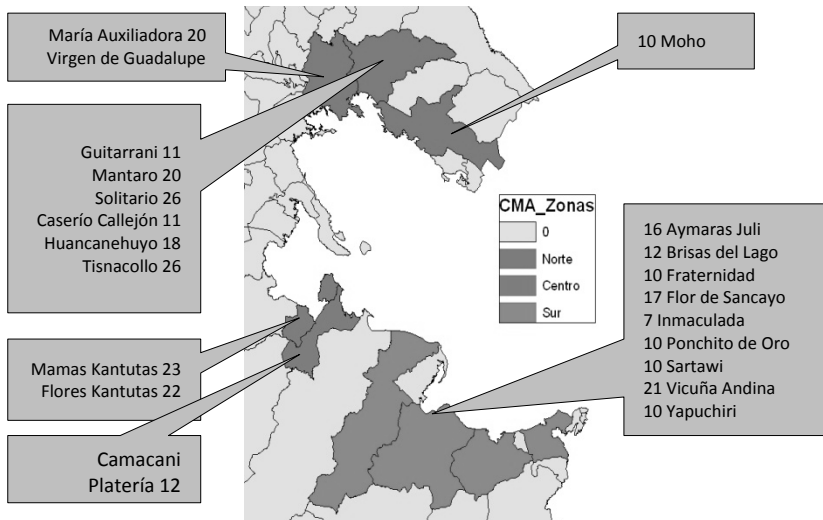 María Auxiliadora 20
Virgen de Guadalupe
10 Moho
Guitarrani 11
Mantaro 20
Solitario 26
Caserío Callejón 11
Huancanehuyo 18
Tisnacollo 26
CMA_Zonas
0
Norte
Centro
Sur
16 Aymaras Juli
12 Brisas del Lago
10 Fraternidad
17 Flor de Sancayo
7 Inmaculada
10 Ponchito de Oro
10 Sartawi
21 Vicuña Andina
10 Yapuchiri
Mamas Kantutas 23
Flores Kantutas 22
Camacani
Platería 12